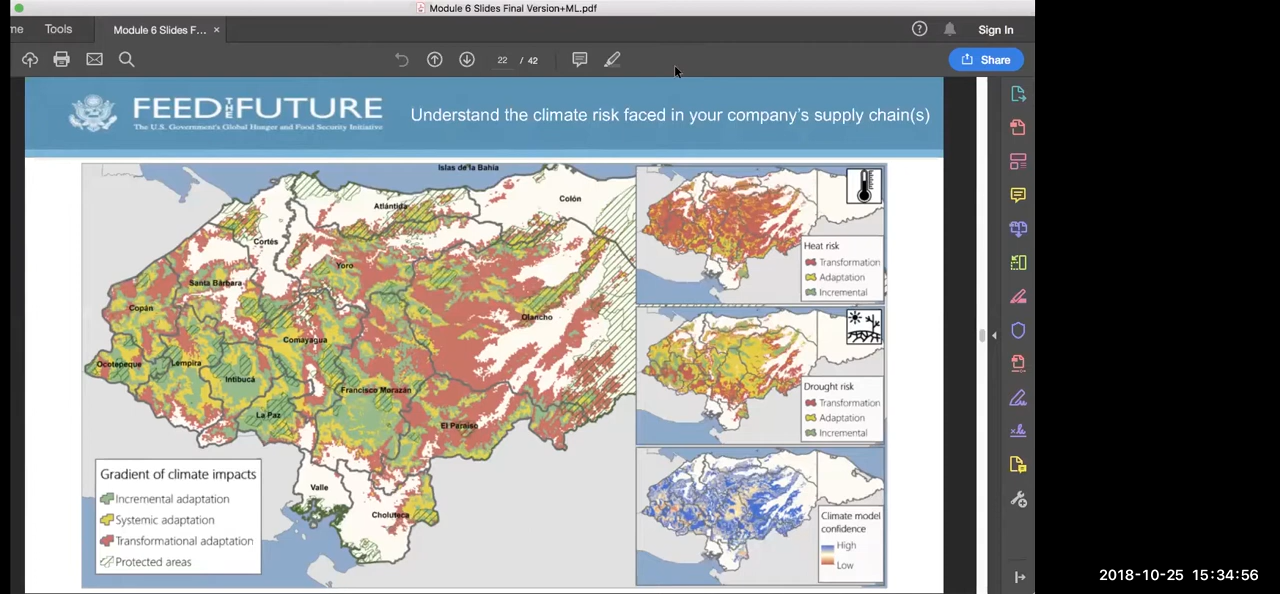 Module 6 Slides Final Version+ML.pdf
me
Tools
Module 6 Slides F... ×
Sign In
22 / 42
Share
FEED THE FUTURE
The U.S. Government's Global Hunger and Food Security Initiative
Understand the climate risk faced in your company's supply chain(s)
Islas de la Bahía
Atlántida
Colón
Cortés
Yoro
Santa Bárbara
Copán
Olancho
Comayagua
Ocotepeque
Lempira
Intibucá
Francisco Morazán
La Paz
El Paraíso
Valle
Choluteca
Gradient of climate impacts
Incremental adaptation
Systemic adaptation
Transformational adaptation
Protected areas
Heat risk
Transformation
Adaptation
Incremental
Drought risk
Transformation
Adaptation
Incremental
Climate model
confidence
High
Low
2018-10-25 15:34:56